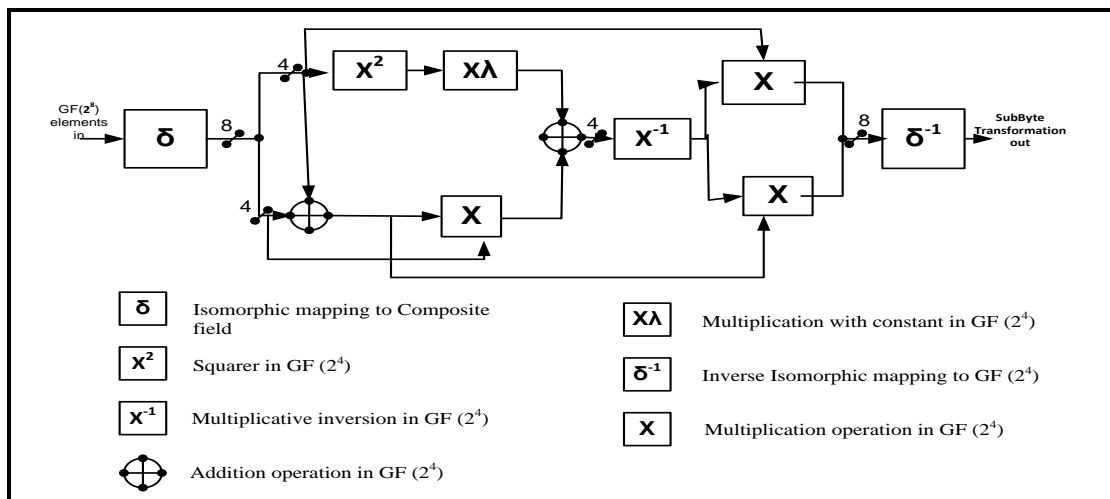 GF(2⁸)
elements
in
δ
8
4
X²
Xλ
4
X
4
X⁻¹
X
X
8
δ⁻¹
SubByte
Transformation
out
δ Isomorphic mapping to Composite
field
X² Squarer in GF (2⁴)
X⁻¹ Multiplicative inversion in GF (2⁴)
Addition operation in GF (2⁴)
Xλ Multiplication with constant in GF (2⁴)
δ⁻¹ Inverse Isomorphic mapping to GF (2⁴)
X Multiplication operation in GF (2⁴)